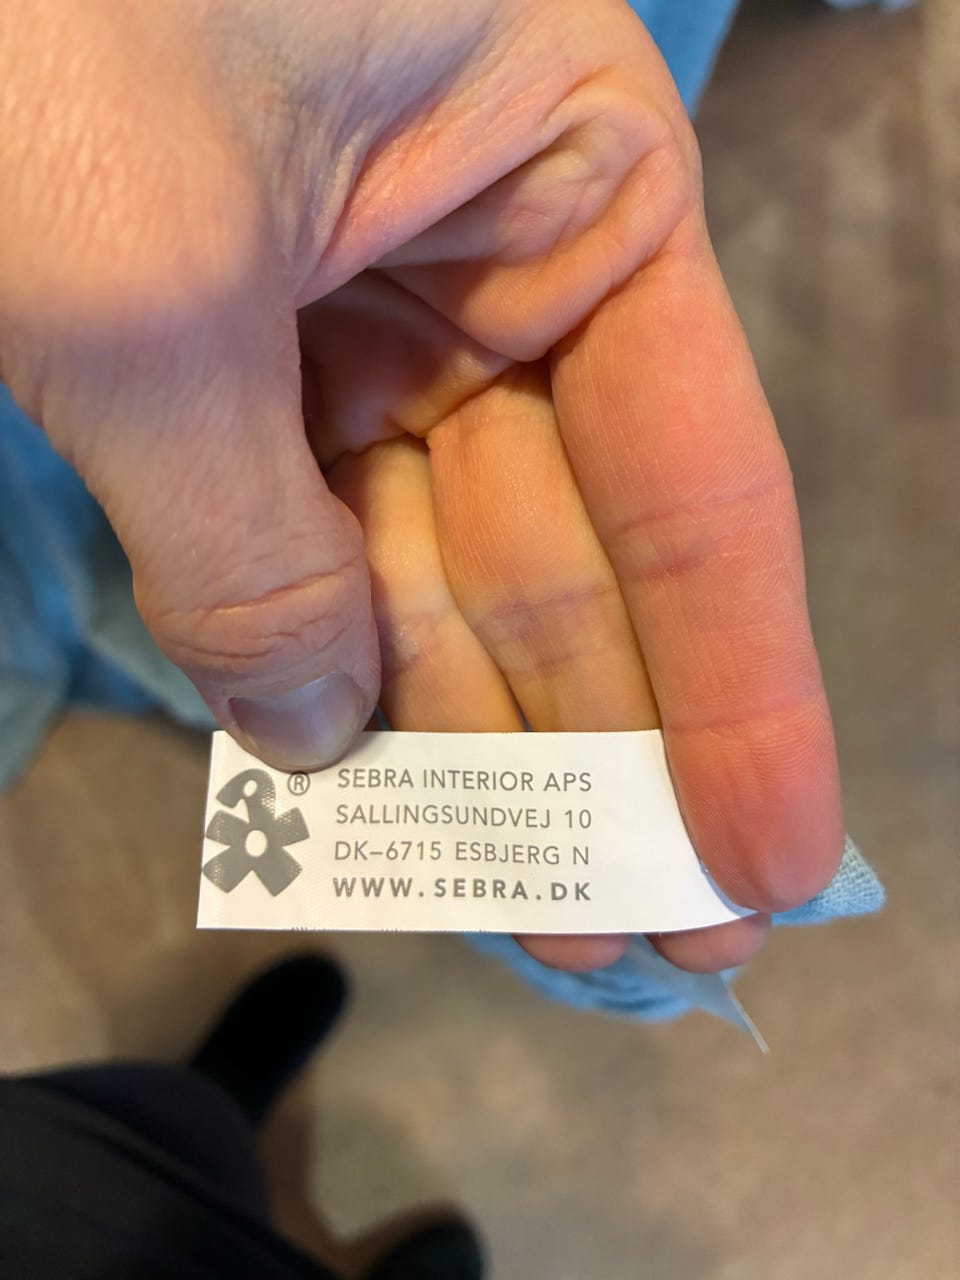 ®
SEBRA INTERIOR APS
SALLINGSUNDVEJ 10
DK–6715 ESBJERG N
WWW.SEBRA.DK